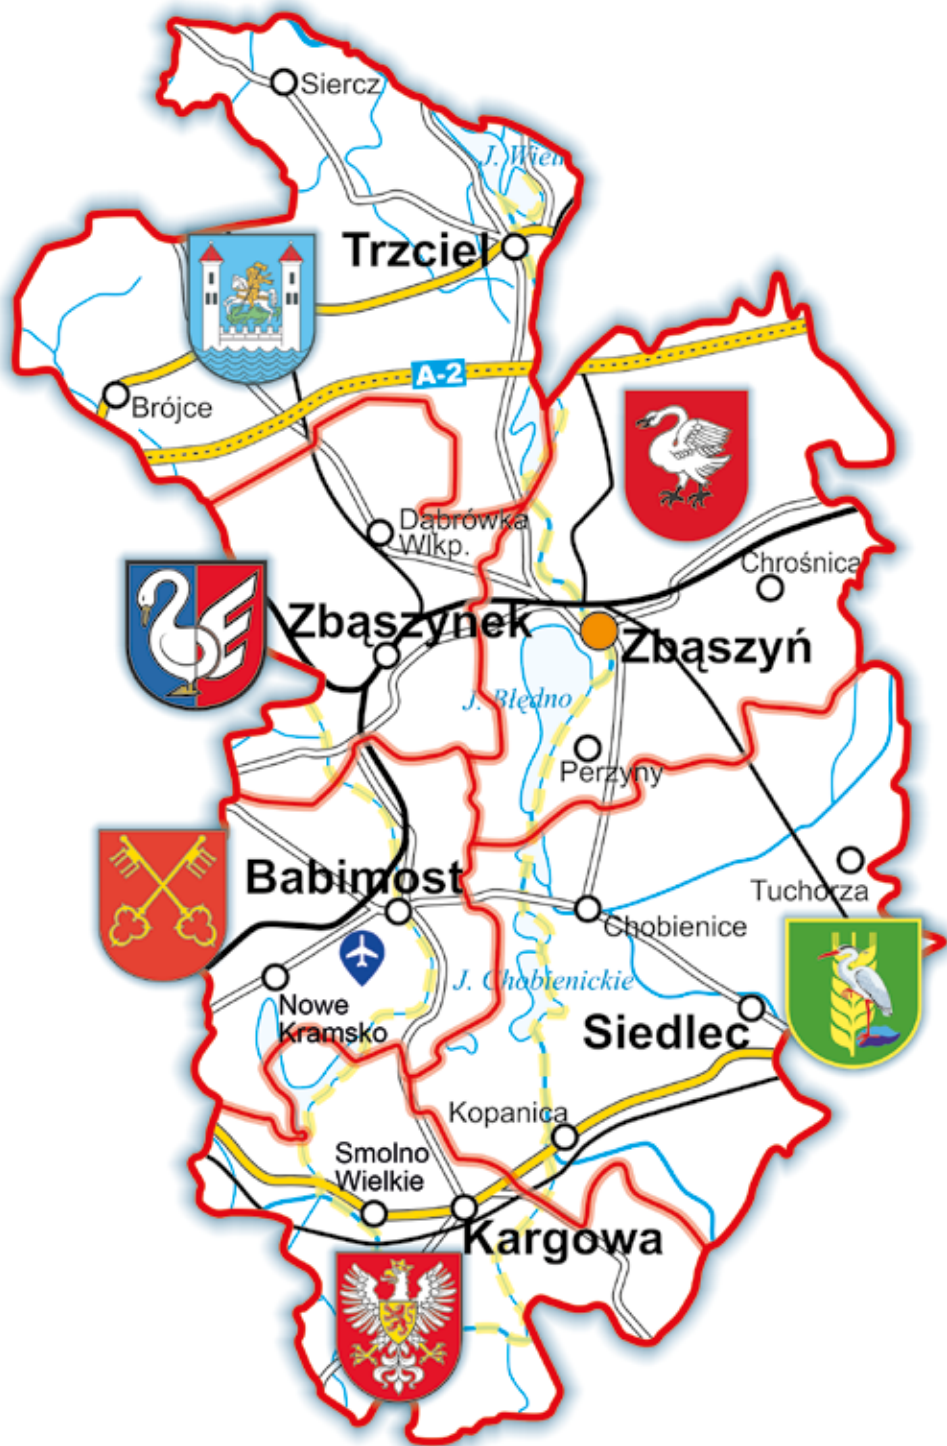 Siercz
J. Wieln
Trzciel
A-2
Brójce
Dąbrówka
Wlkp.
Chrośnica
Zbąszynek
Zbąszyń
J. Błędno
Perzyny
Babimost
Tuchorza
Chobienice
J. Chobienickie
Nowe
Kramsko
Siedlec
Kopanica
Smolno
Wielkie
Kargowa